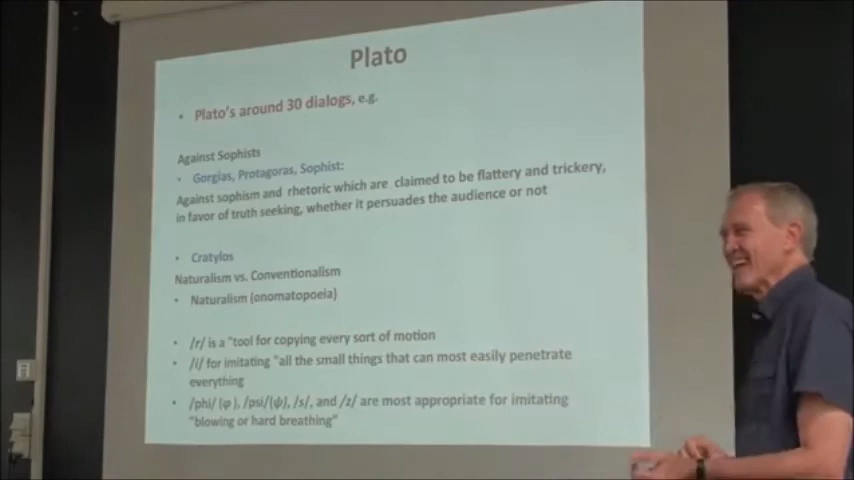 Plato
• Plato's around 30 dialogs, e.g.
Against Sophists
• Gorgias, Protagoras, Sophist:
Against sophism and rhetoric which are claimed to be flattery and trickery,
in favor of truth seeking, whether it persuades the audience or not
• Cratylos
Naturalism vs. Conventionalism
• Naturalism (onomatopoeia)
• /r/ is a "tool for copying every sort of motion
• /i/ for imitating "all the small things that can most easily penetrate
everything
• /phi/ (φ), /psi/(ψ), /s/, and /z/ are most appropriate for imitating
"blowing or hard breathing"